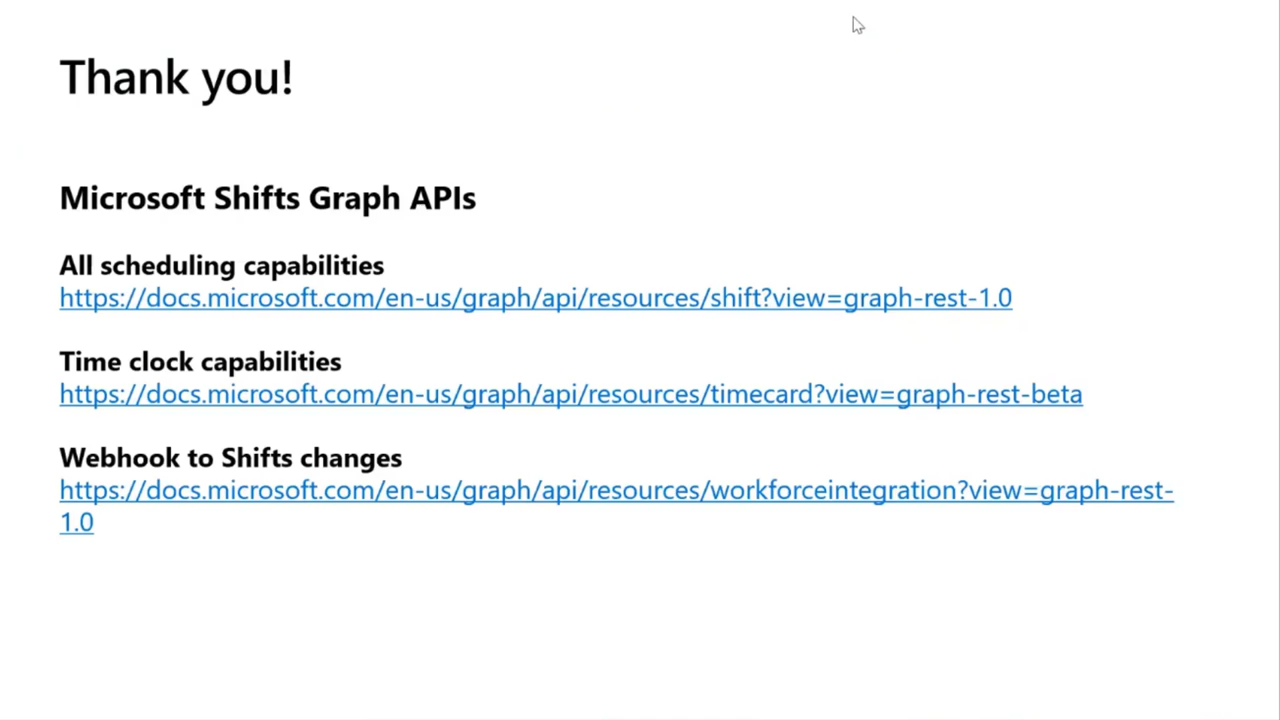 Thank you!
Microsoft Shifts Graph APIs
All scheduling capabilities
https://docs.microsoft.com/en-us/graph/api/resources/shift?view=graph-rest-1.0
Time clock capabilities
https://docs.microsoft.com/en-us/graph/api/resources/timecard?view=graph-rest-beta
Webhook to Shifts changes
https://docs.microsoft.com/en-us/graph/api/resources/workforceintegration?view=graph-rest-
1.0